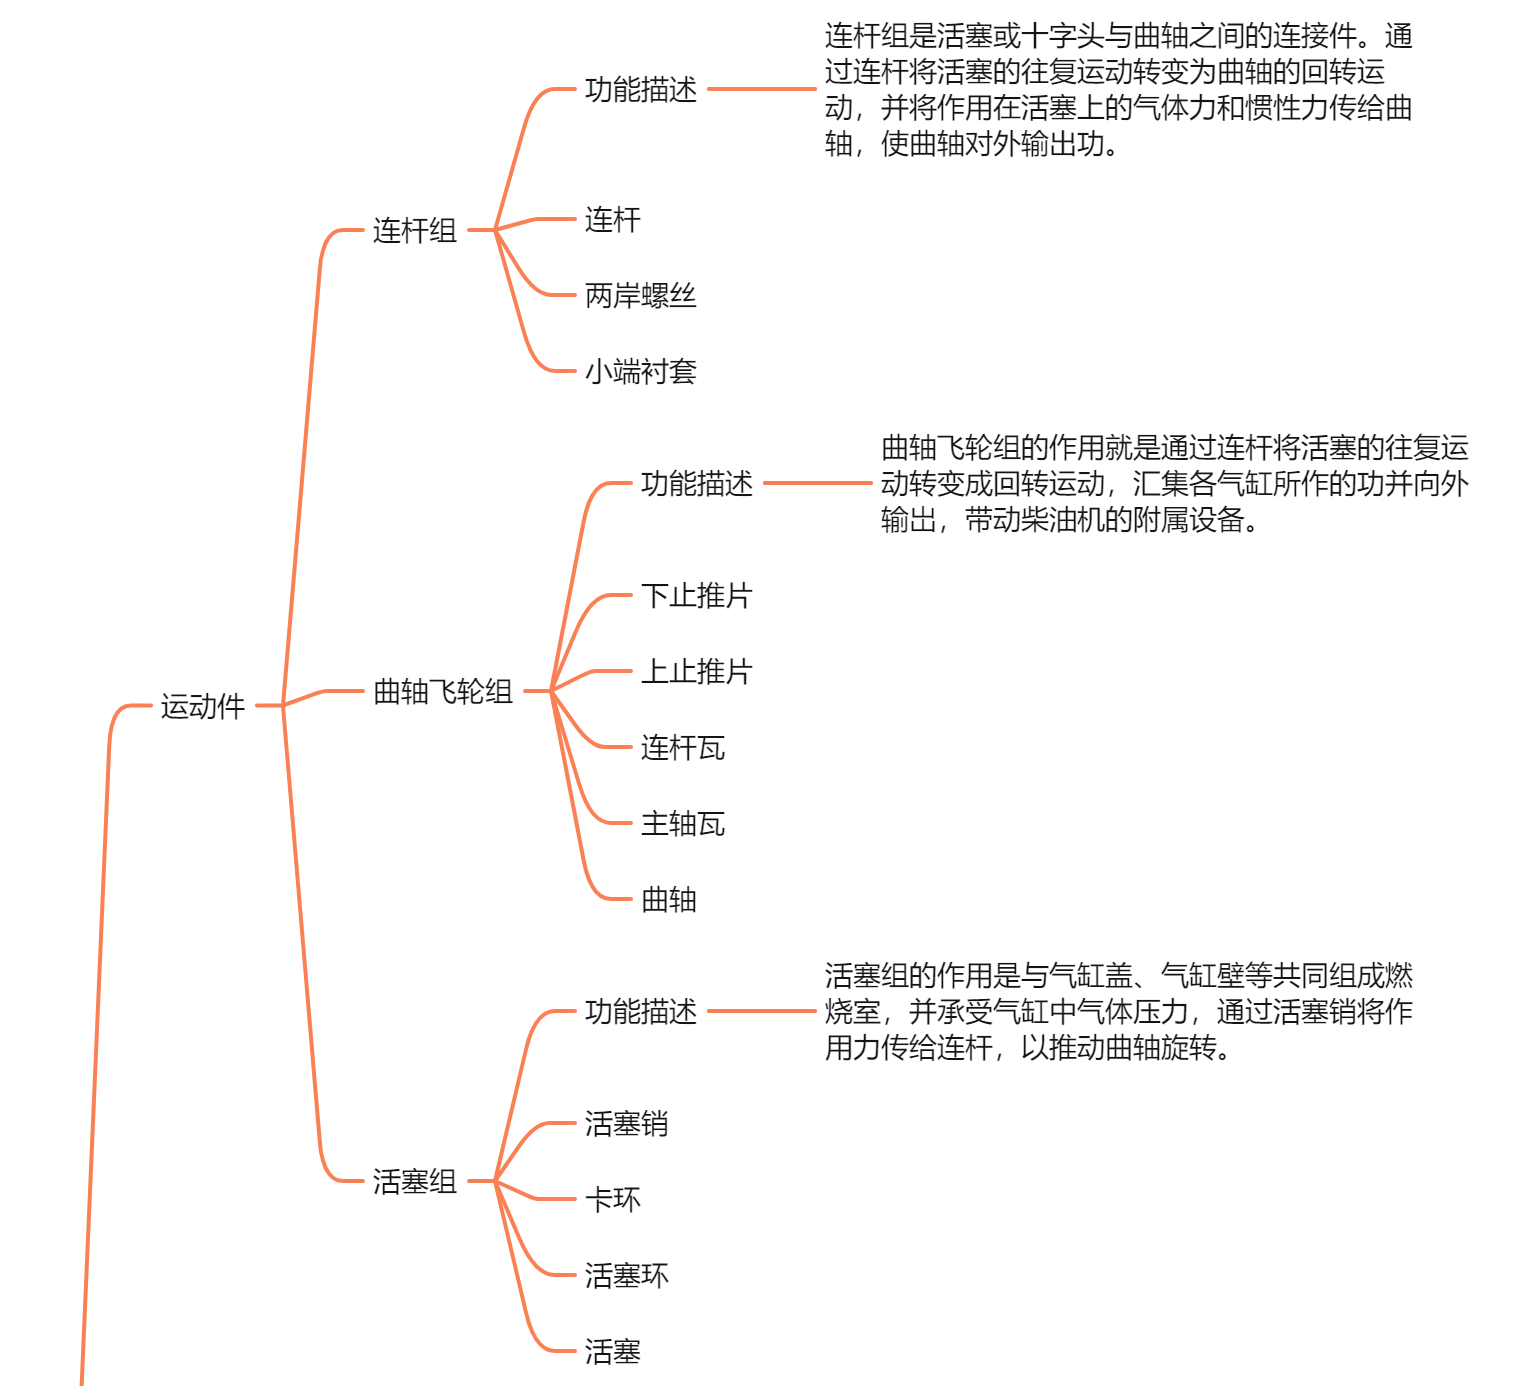 连杆组是活塞或十字头与曲轴之间的连接件。通
过连杆将活塞的往复运动转变为曲轴的回转运
动，并将作用在活塞上的气体力和惯性力传给曲
轴，使曲轴对外输出功。
功能描述
连杆
连杆组
两岸螺丝
小端衬套
曲轴飞轮组的作用就是通过连杆将活塞的往复运
动转变成回转运动，汇集各气缸所作的功并向外
输岀，带动柴油机的附属设备。
功能描述
下止推片
上止推片
运动件
曲轴飞轮组
连杆瓦
主轴瓦
曲轴
活塞组的作用是与气缸盖、气缸壁等共同组成燃
烧室，并承受气缸中气体压力，通过活塞销将作
用力传给连杆，以推动曲轴旋转。
功能描述
活塞销
活塞组
卡环
活塞环
活塞